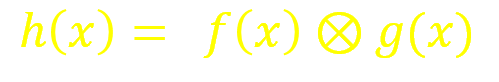 h(x) = f(x) ⊗ g(x)